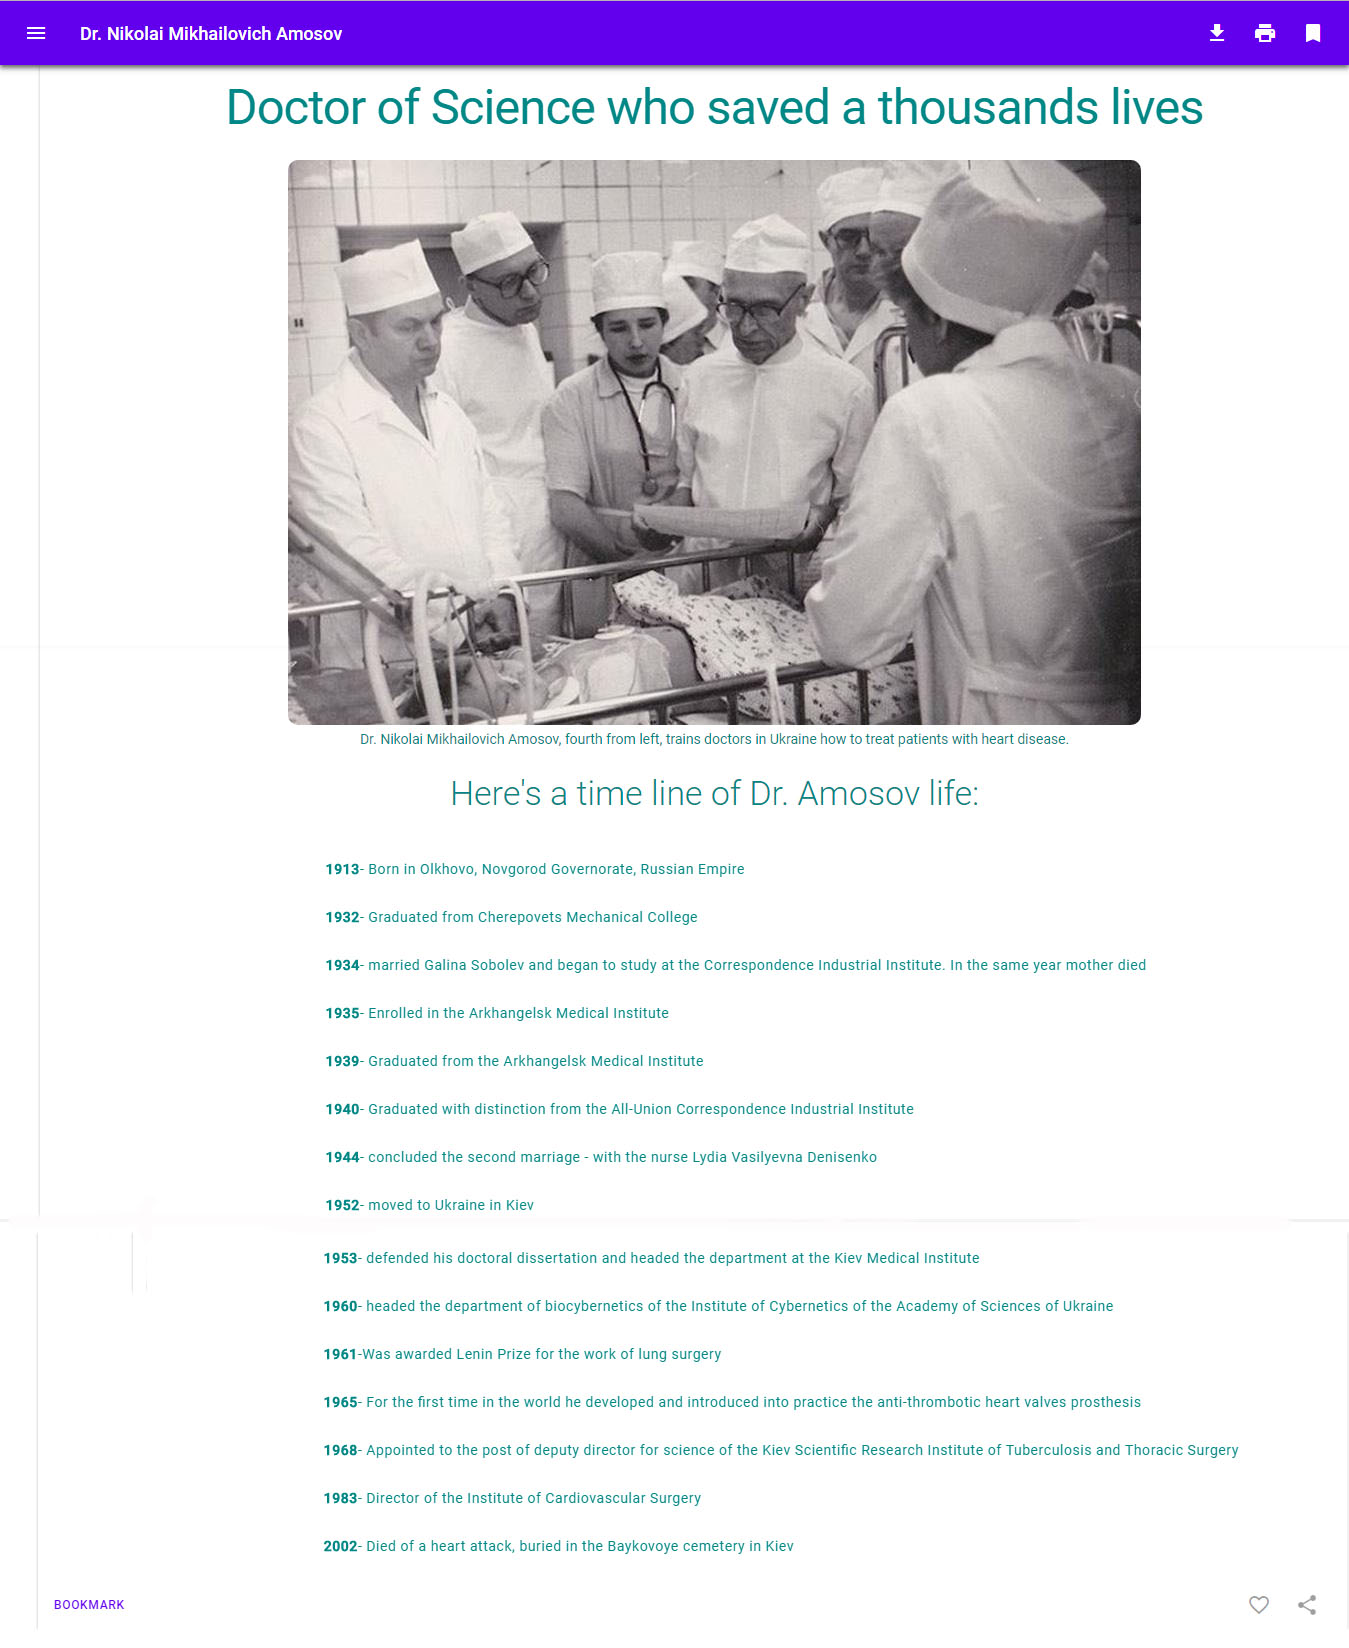 Dr. Nikolai Mikhailovich Amosov
Doctor of Science who saved a thousands lives
Dr. Nikolai Mikhailovich Amosov, fourth from left, trains doctors in Ukraine how to treat patients with heart disease.
Here's a time line of Dr. Amosov life:
1913- Born in Olkhovo, Novgorod Governorate, Russian Empire
1932- Graduated from Cherepovets Mechanical College
1934- married Galina Sobolev and began to study at the Correspondence Industrial Institute. In the same year mother died
1935- Enrolled in the Arkhangelsk Medical Institute
1939- Graduated from the Arkhangelsk Medical Institute
1940- Graduated with distinction from the All-Union Correspondence Industrial Institute
1944- concluded the second marriage - with the nurse Lydia Vasilyevna Denisenko
1952- moved to Ukraine in Kiev
1953- defended his doctoral dissertation and headed the department at the Kiev Medical Institute
1960- headed the department of biocybernetics of the Institute of Cybernetics of the Academy of Sciences of Ukraine
1961-Was awarded Lenin Prize for the work of lung surgery
1965- For the first time in the world he developed and introduced into practice the anti-thrombotic heart valves prosthesis
1968- Appointed to the post of deputy director for science of the Kiev Scientific Research Institute of Tuberculosis and Thoracic Surgery
1983- Director of the Institute of Cardiovascular Surgery
2002- Died of a heart attack, buried in the Baykovoye cemetery in Kiev
BOOKMARK